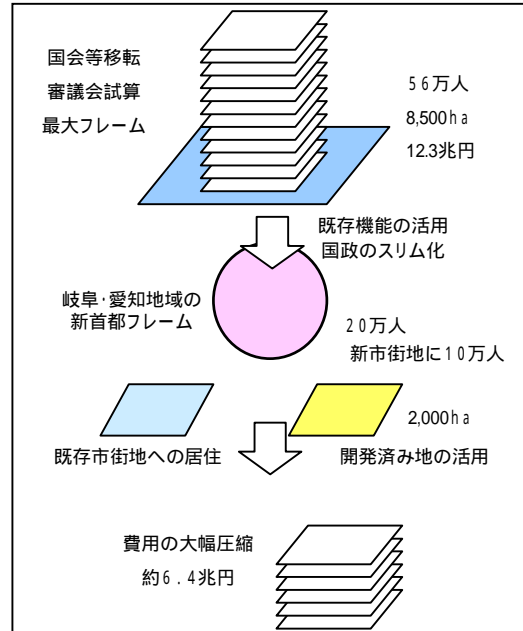 国会等移転
審議会試算
最大フレーム
56万人
8,500ha
12.3兆円
既存機能の活用
国政のスリム化
岐阜・愛知地域の
新首都フレーム
20万人
新市街地に10万人
2,000ha
既存市街地への居住
開発済み地の活用
費用の大幅圧縮
約6.4兆円